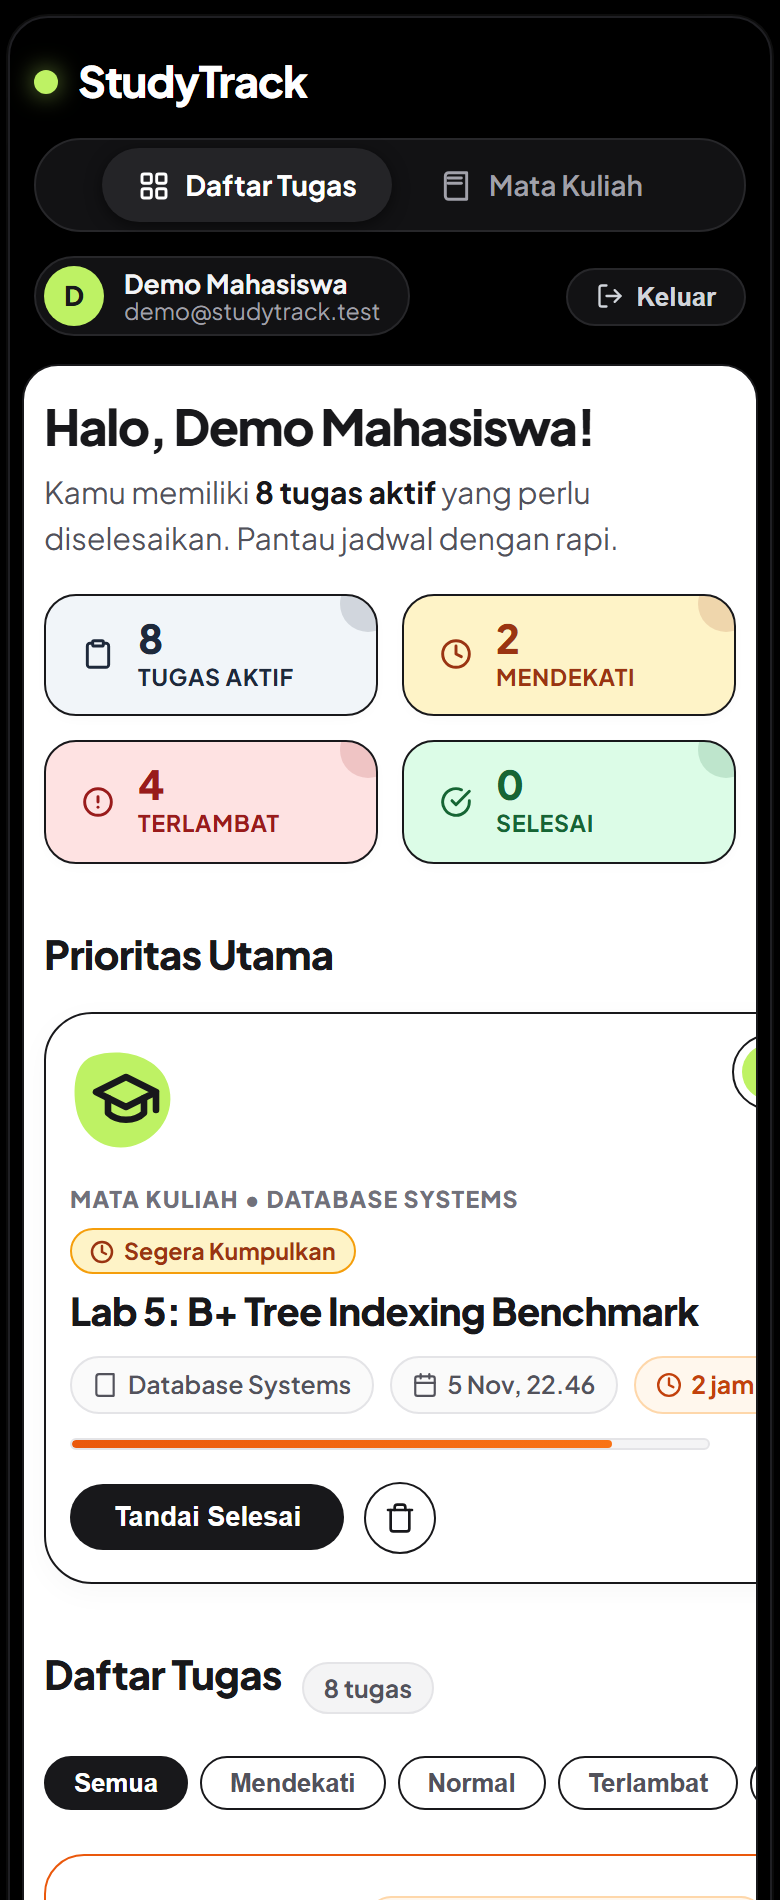 StudyTrack
Daftar Tugas
Mata Kuliah
D
Demo Mahasiswa
demo@studytrack.test
Keluar
Halo, Demo Mahasiswa!
Kamu memiliki 8 tugas aktif yang perlu
diselesaikan. Pantau jadwal dengan rapi.
8
TUGAS AKTIF
2
MENDEKATI
4
TERLAMBAT
0
SELESAI
Prioritas Utama
MATA KULIAH ● DATABASE SYSTEMS
Segera Kumpulkan
Lab 5: B+ Tree Indexing Benchmark
Database Systems
5 Nov, 22.46
2 jam
Tandai Selesai
Daftar Tugas
8 tugas
Semua
Mendekati
Normal
Terlambat